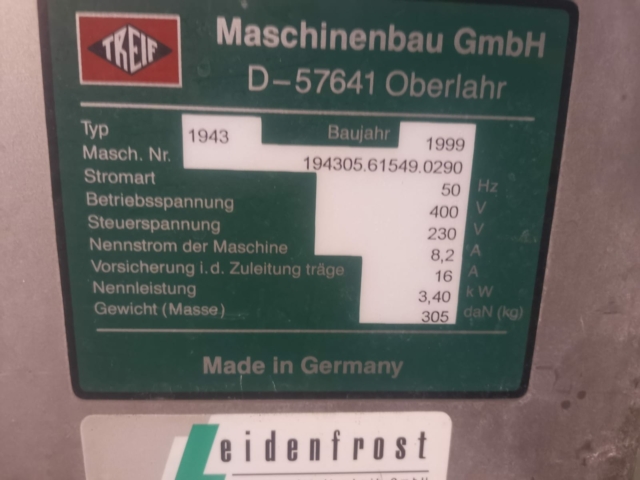 TREIF
Maschinenbau GmbH
D-57641 Oberlahr
Typ 1943 Baujahr 1999
Masch. Nr. 194305.61549.0290
Stromart 50 Hz
Betriebsspannung 400 V
Steuerspannung 230 V
Nennstrom der Maschine 8,2 A
Vorsicherung i.d. Zuleitung träge 16 A
Nennleistung 3,40 kW
Gewicht (Masse) 305 daN (kg)
Made in Germany
Leidenfrost